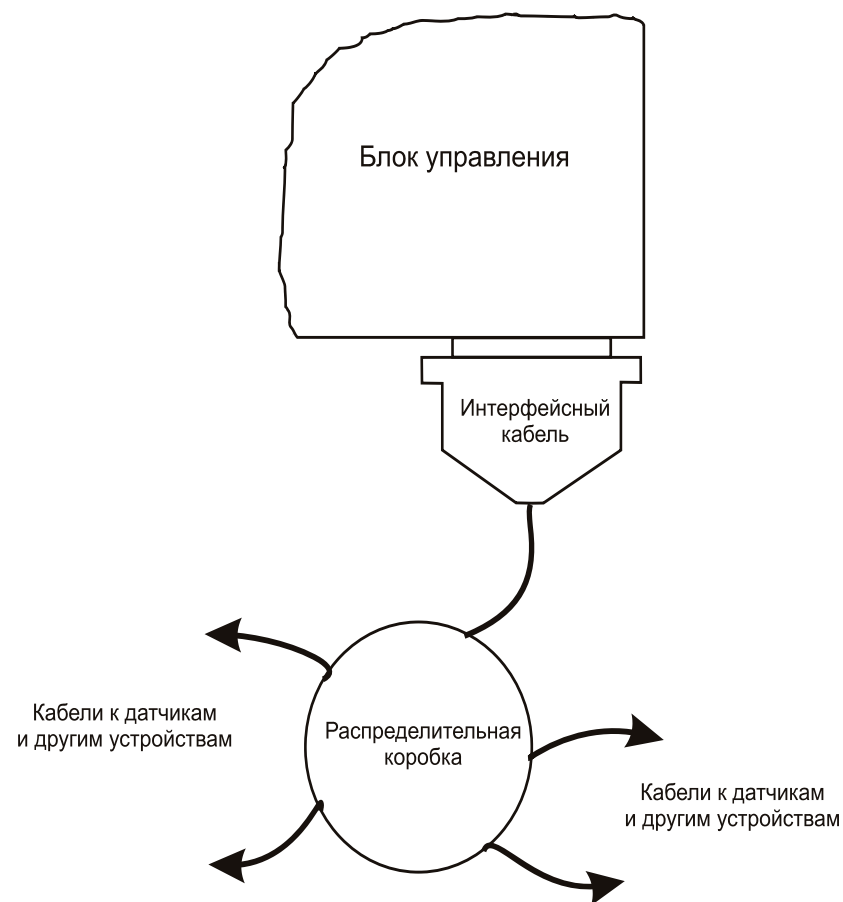 Блок управления
Интерфейсный
кабель
Кабели к датчикам
и другим устройствам
Распределительная
коробка
Кабели к датчикам
и другим устройствам